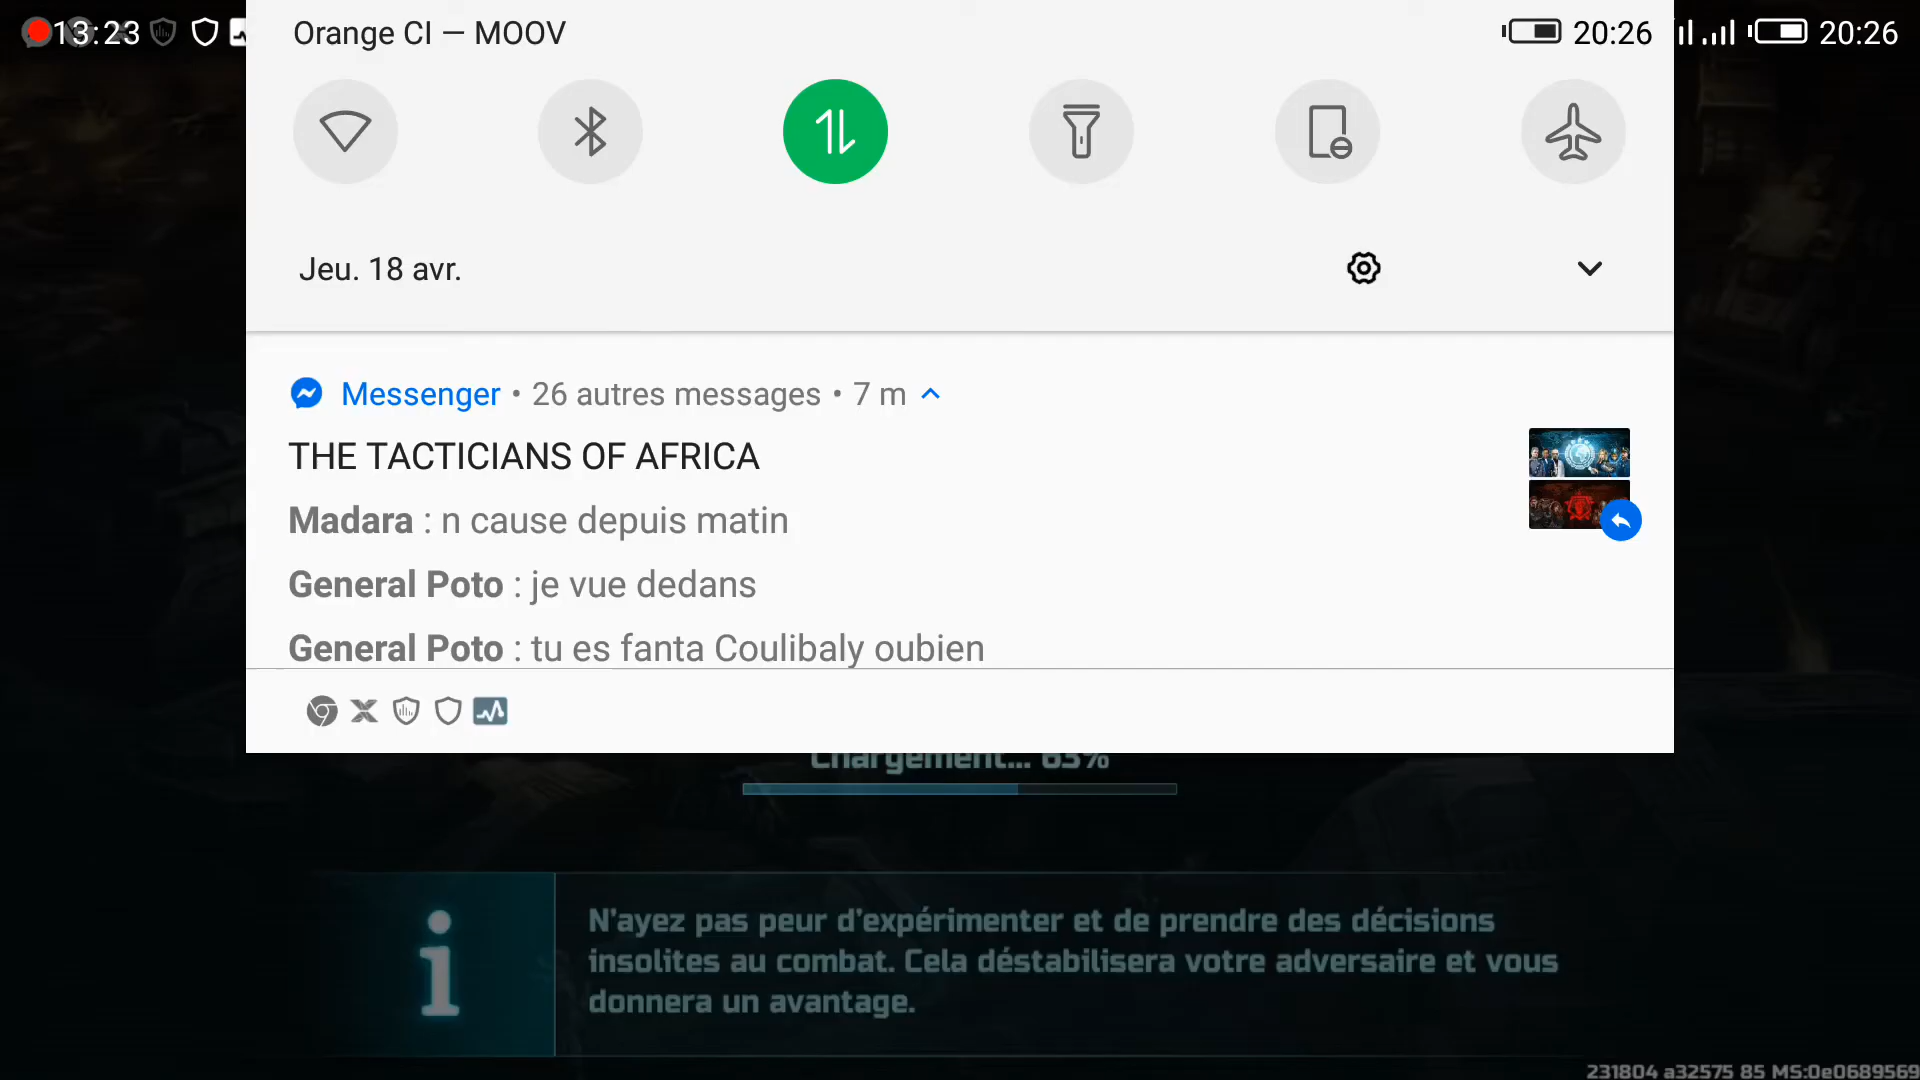 13:23
Orange CI — MOOV
20:26
20:26
Jeu. 18 avr.
Messenger • 26 autres messages • 7 m
THE TACTICIANS OF AFRICA
Madara : n cause depuis matin
General Poto : je vue dedans
General Poto : tu es fanta Coulibaly oubien
Chargement... 63%
N'ayez pas peur d'expérimenter et de prendre des décisions
insolites au combat. Cela déstabilisera votre adversaire et vous
donnera un avantage.
231804 a32575 85 MS:0e0689569